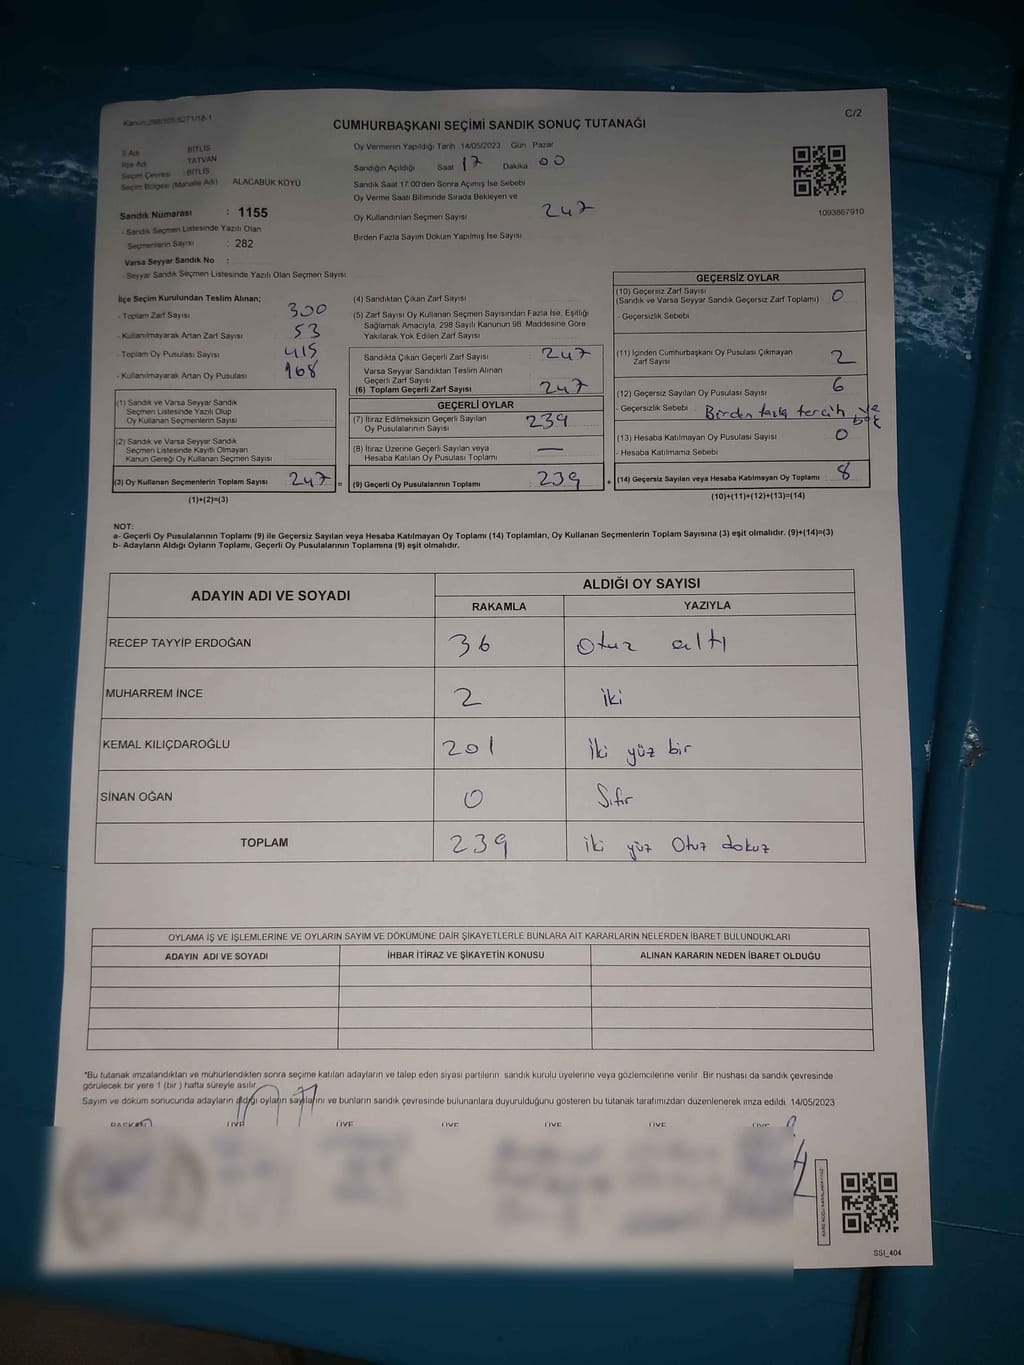 Kanun:298/105,6271/18-1
C/2
CUMHURBAŞKANI SEÇİMİ SANDIK SONUÇ TUTANAĞI
İl Adı : BİTLİS
İlçe Adı : TATVAN
Seçim Çevresi : BİTLİS
Seçim Bölgesi (Mahalle Adı) ALACABÜK KÖYÜ
Sandık Numarası : 1155
- Sandık Seçmen Listesinde Yazılı Olan
Seçmenlerin Sayısı : 282
Varsa Seyyar Sandık No :
- Seyyar Sandık Seçmen Listesinde Yazılı Olan Seçmen Sayısı
Oy Vermenin Yapıldığı Tarih 14/05/2023 Gün Pazar
Sandığın Açıldığı Saat 17 Dakika 00
Sandık Saat 17:00'den Sonra Açımış İse Sebebi
Oy Verme Saati Bitiminde Sırada Bekleyen ve
Oy Kullandırılan Seçmen Sayısı 247
Birden Fazla Sayım Döküm Yapılmış İse Sayısı
1093867910
İlçe Seçim Kurulundan Teslim Alınan;
- Toplam Zarf Sayısı 300
- Kullanılmayarak Artan Zarf Sayısı 53
- Toplam Oy Pusulası Sayısı 415
- Kullanılmayarak Artan Oy Pusulası 168
(1) Sandık ve Varsa Seyyar Sandık
Seçmen Listesinde Yazılı Olup
Oy Kullanan Seçmenlerin Sayısı
(2) Sandık ve Varsa Seyyar Sandık
Seçmen Listesinde Kayıtlı Olmayan
Kanun Gereği Oy Kullanan Seçmen Sayısı
(3) Oy Kullanan Seçmenlerin Toplam Sayısı 247 =
(1)+(2)=(3)
(4) Sandıktan Çıkan Zarf Sayısı
(5) Zarf Sayısı Oy Kullanan Seçmen Sayısından Fazla İse, Eşitliği
Sağlamak Amacıyla, 298 Sayılı Kanunun 98. Maddesine Göre
Yakılarak Yok Edilen Zarf Sayısı
Sandıkta Çıkan Geçerli Zarf Sayısı 247
Varsa Seyyar Sandıktan Teslim Alınan
Geçerli Zarf Sayısı
(6) Toplam Geçerli Zarf Sayısı 247
GEÇERLİ OYLAR
(7) İtiraz Edilmeksizin Geçerli Sayılan
Oy Pusulalarının Sayısı 239
(8) İtiraz Üzerine Geçerli Sayılan veya
Hesaba Katılan Oy Pusulası Toplamı —
(9) Geçerli Oy Pusulalarının Toplamı 239 +
GEÇERSİZ OYLAR
(10) Geçersiz Zarf Sayısı
(Sandık ve Varsa Seyyar Sandık Geçersiz Zarf Toplamı) 0
- Geçersizlik Sebebi
(11) İçinden Cumhurbaşkanı Oy Pusulası Çıkmayan
Zarf Sayısı 2
(12) Geçersiz Sayılan Oy Pusulası Sayısı 6
- Geçersizlik Sebebi Birden fazla tercih ve
boş
(13) Hesaba Katılmayan Oy Pusulası Sayısı 0
- Hesaba Katılmama Sebebi
(14) Geçersiz Sayılan veya Hesaba Katılmayan Oy Toplamı 8
(10)+(11)+(12)+(13)=(14)
NOT:
a- Geçerli Oy Pusulalarının Toplamı (9) ile Geçersiz Sayılan veya Hesaba Katılmayan Oy Toplamı (14) Toplamları, Oy Kullanan Seçmenlerin Toplam Sayısına (3) eşit olmalıdır. (9)+(14)=(3)
b- Adayların Aldığı Oyların Toplamı, Geçerli Oy Pusulalarının Toplamına (9) eşit olmalıdır.
ADAYIN ADI VE SOYADI ALDIĞI OY SAYISI
RAKAMLA YAZIYLA
RECEP TAYYİP ERDOĞAN 36 Otuz altı
MUHARREM İNCE 2 iki
KEMAL KILIÇDAROĞLU 201 İki yüz bir
SİNAN OĞAN 0 Sıfır
TOPLAM 239 iki yüz Otuz dokuz
OYLAMA İŞ VE İŞLEMLERİNE VE OYLARIN SAYIM VE DÖKÜMÜNE DAİR ŞİKAYETLERLE BUNLARA AİT KARARLARIN NELERDEN İBARET BULUNDUKLARI
ADAYIN ADI VE SOYADI İHBAR İTİRAZ VE ŞİKAYETİN KONUSU ALINAN KARARIN NEDEN İBARET OLDUĞU
*Bu tutanak imzalandıktan ve mühürlendikten sonra seçime katılan adayların ve talep eden siyasi partilerin sandık kurulu üyelerine veya gözlemcilerine verilir. Bir nüshası da sandık çevresinde
görülecek bir yere 1 (bir ) hafta süreyle asılır.
Sayım ve döküm sonucunda adayların aldığı oyların sayılarını ve bunların sandık çevresinde bulunanlara duyurulduğunu gösteren bu tutanak tarafımızdan düzenlenerek imza edildi. 14/05/2023
BAŞKAN ÜYE ÜYE ÜYE ÜYE ÜYE ÜYE
SSI_404